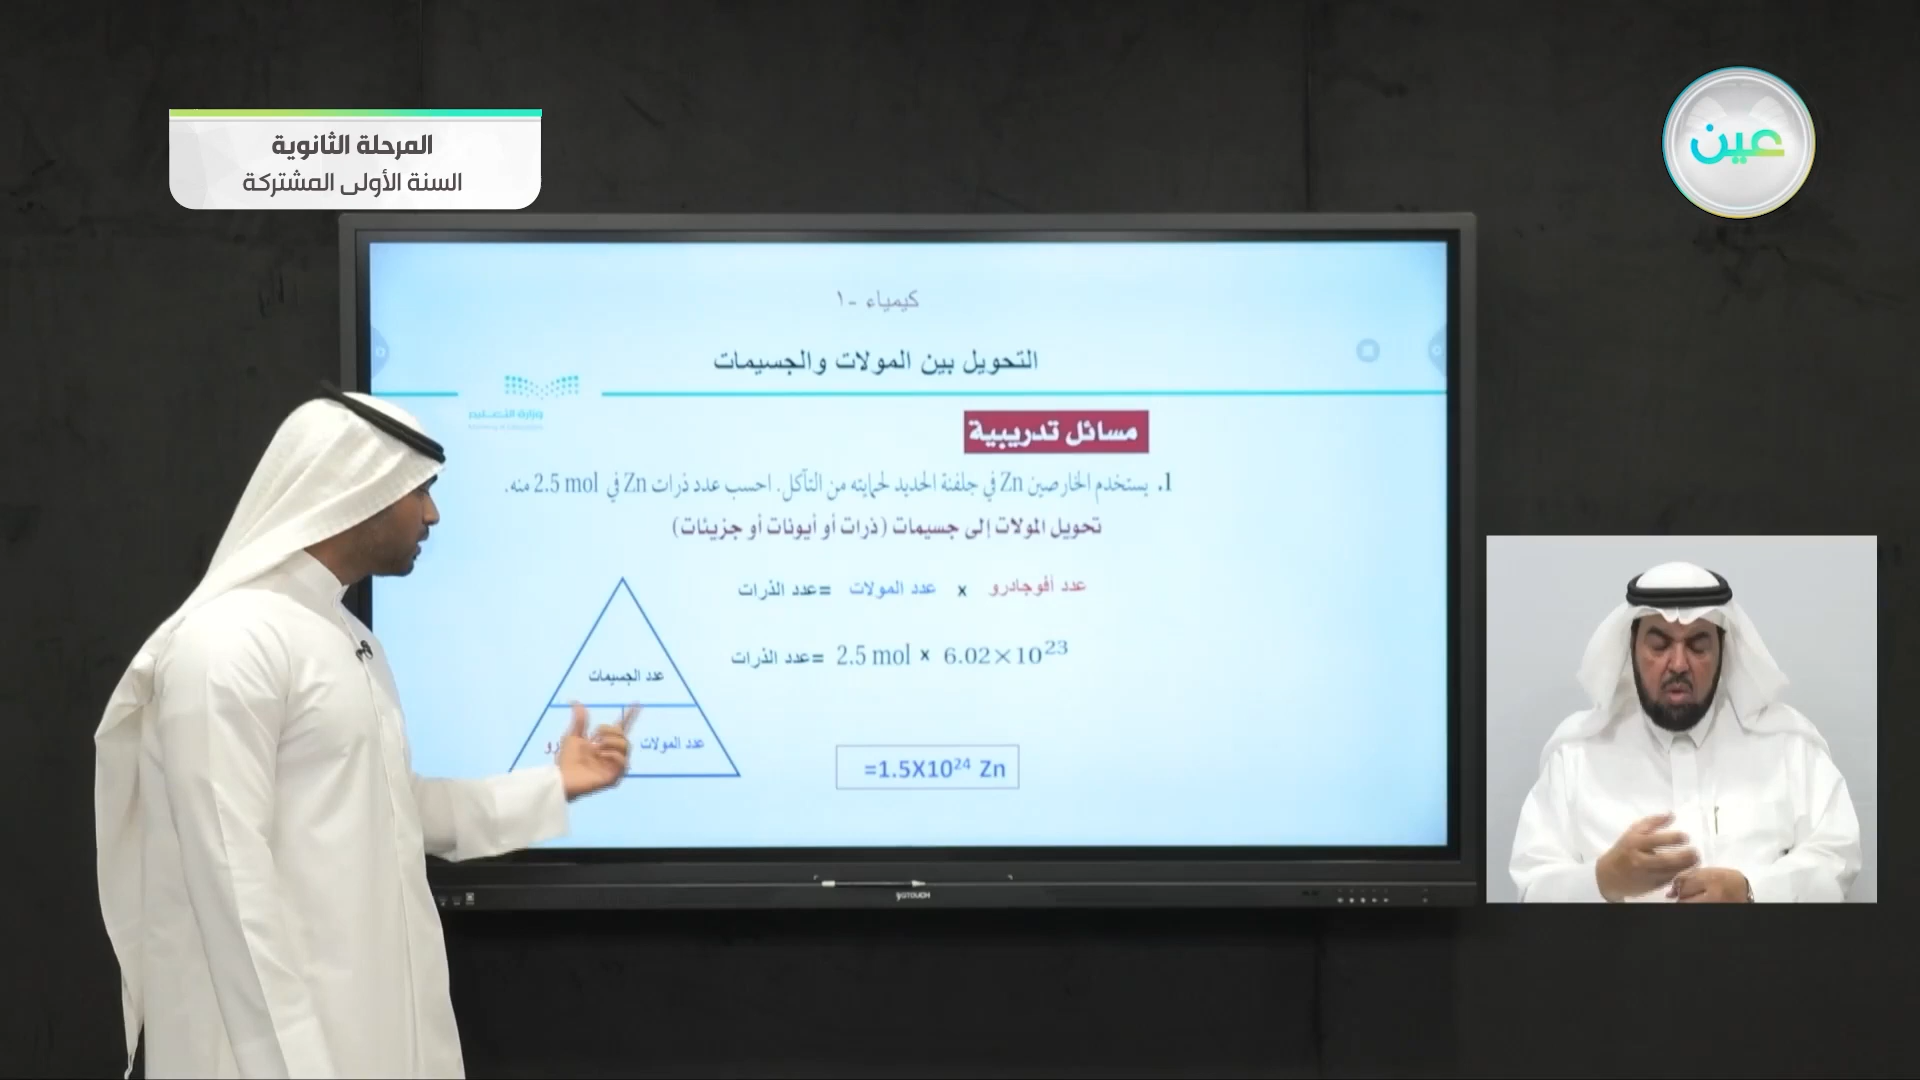 المرحلة الثانوية
السنة الأولى المشتركة
عين
كيمياء -١
التحويل بين المولات والجسيمات
وزارة التعليم
مسائل تدريبية
1. يستخدم الخارصين Zn في جلفنة الحديد لحمايته من التآكل. احسب عدد ذرات Zn في 2.5 mol منه.
تحويل المولات إلى جسيمات (ذرات أو أيونات أو جزيئات)
عدد الذرات= عدد المولات x عدد أفوجادرو
عدد الذرات= 2.5 mol x 6.02×10²³
عدد الجسيمات
عدد المولات
=1.5X10²⁴ Zn